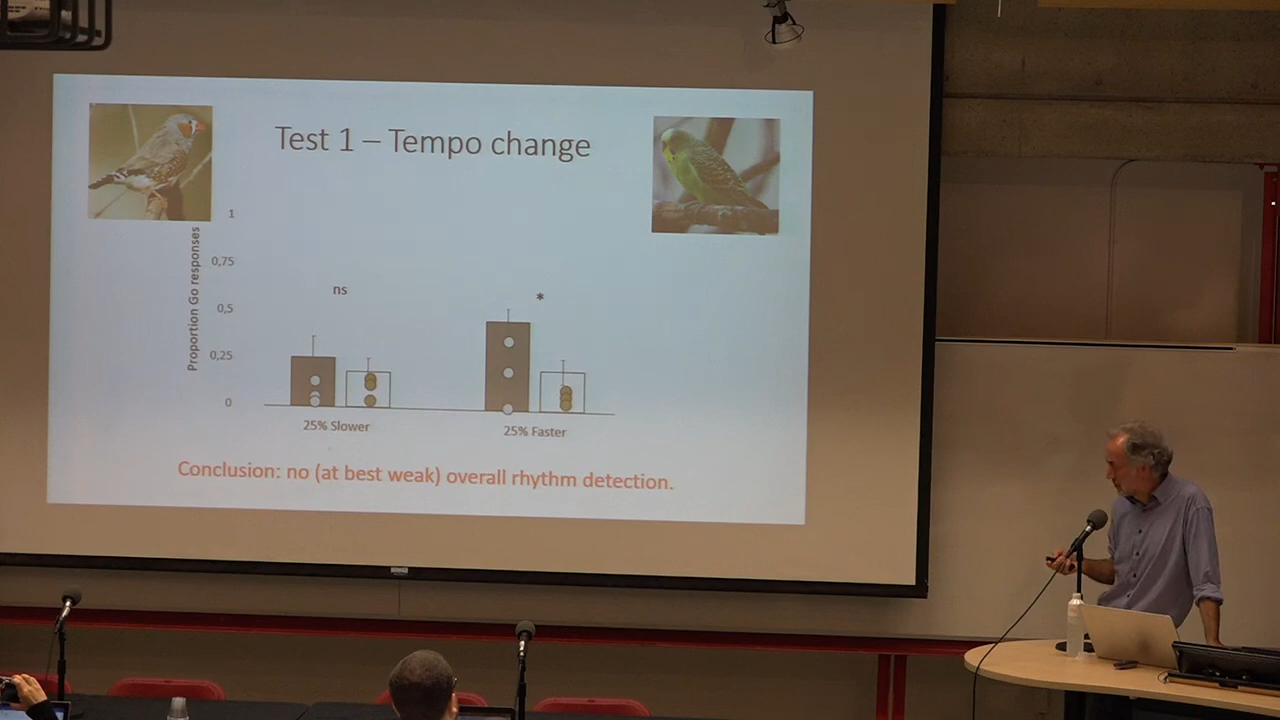 Test 1 – Tempo change
Proportion Go responses
1
0,75
0,5
0,25
0
ns
*
25% Slower
25% Faster
Conclusion: no (at best weak) overall rhythm detection.